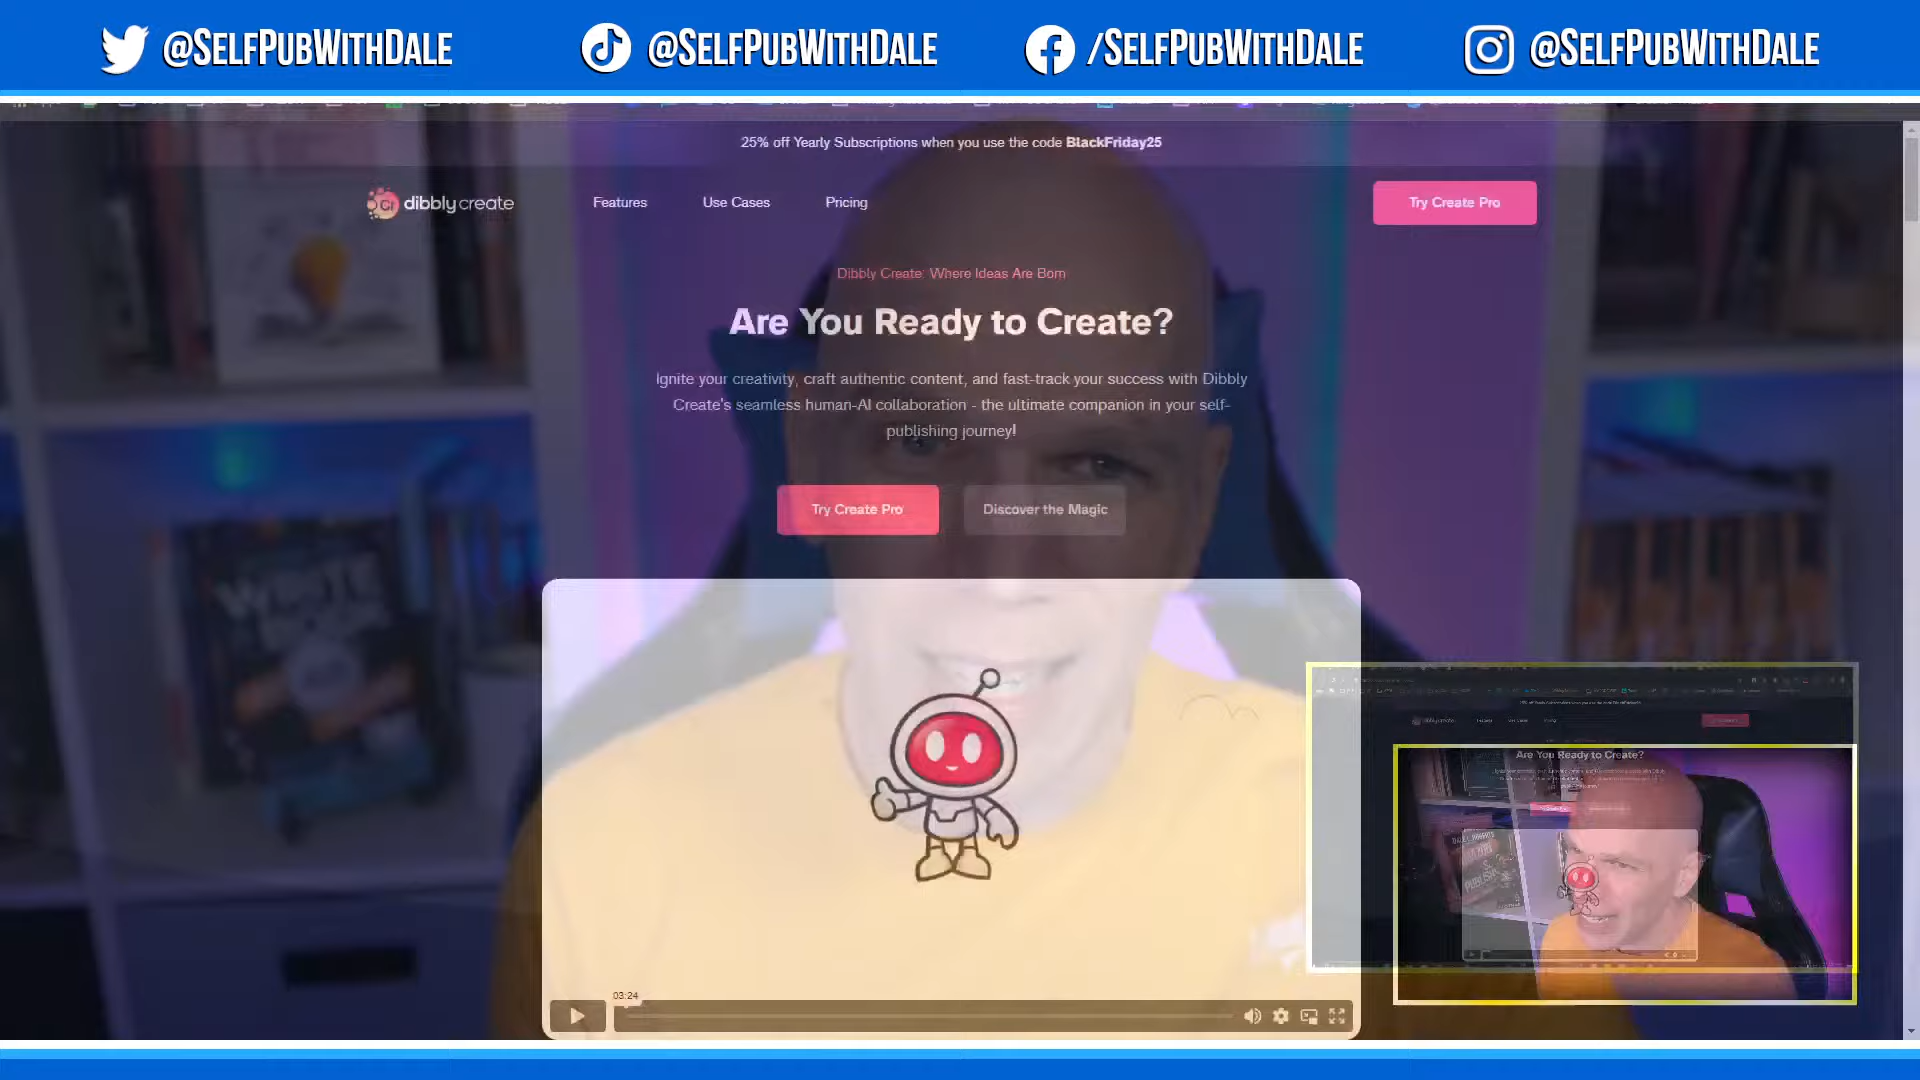 @SELFPUBWITHDALE
@SELFPUBWITHDALE
/SELFPUBWITHDALE
@SELFPUBWITHDALE
25% off Yearly Subscriptions when you use the code BlackFriday25
dibbly create
Features
Use Cases
Pricing
Try Create Pro
Dibbly Create: Where Ideas Are Born
Are You Ready to Create?
Ignite your creativity, craft authentic content, and fast-track your success with Dibbly
Create's seamless human-AI collaboration - the ultimate companion in your self-
publishing journey!
Try Create Pro
Discover the Magic
WRITE
03:24
Are You Ready to Create?